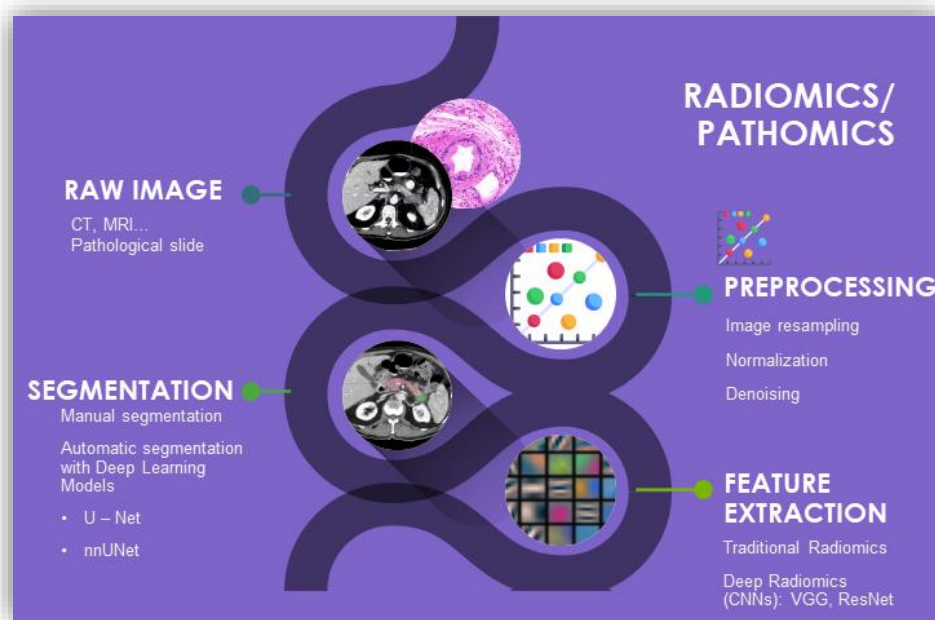 RADIOMICS/
PATHOMICS
RAW IMAGE
CT, MRI...
Pathological slide
PREPROCESSING
Image resampling
Normalization
Denoising
SEGMENTATION
Manual segmentation
Automatic segmentation
with Deep Learning
Models
• U – Net
• nnUNet
FEATURE
EXTRACTION
Traditional Radiomics
Deep Radiomics
(CNNs): VGG, ResNet